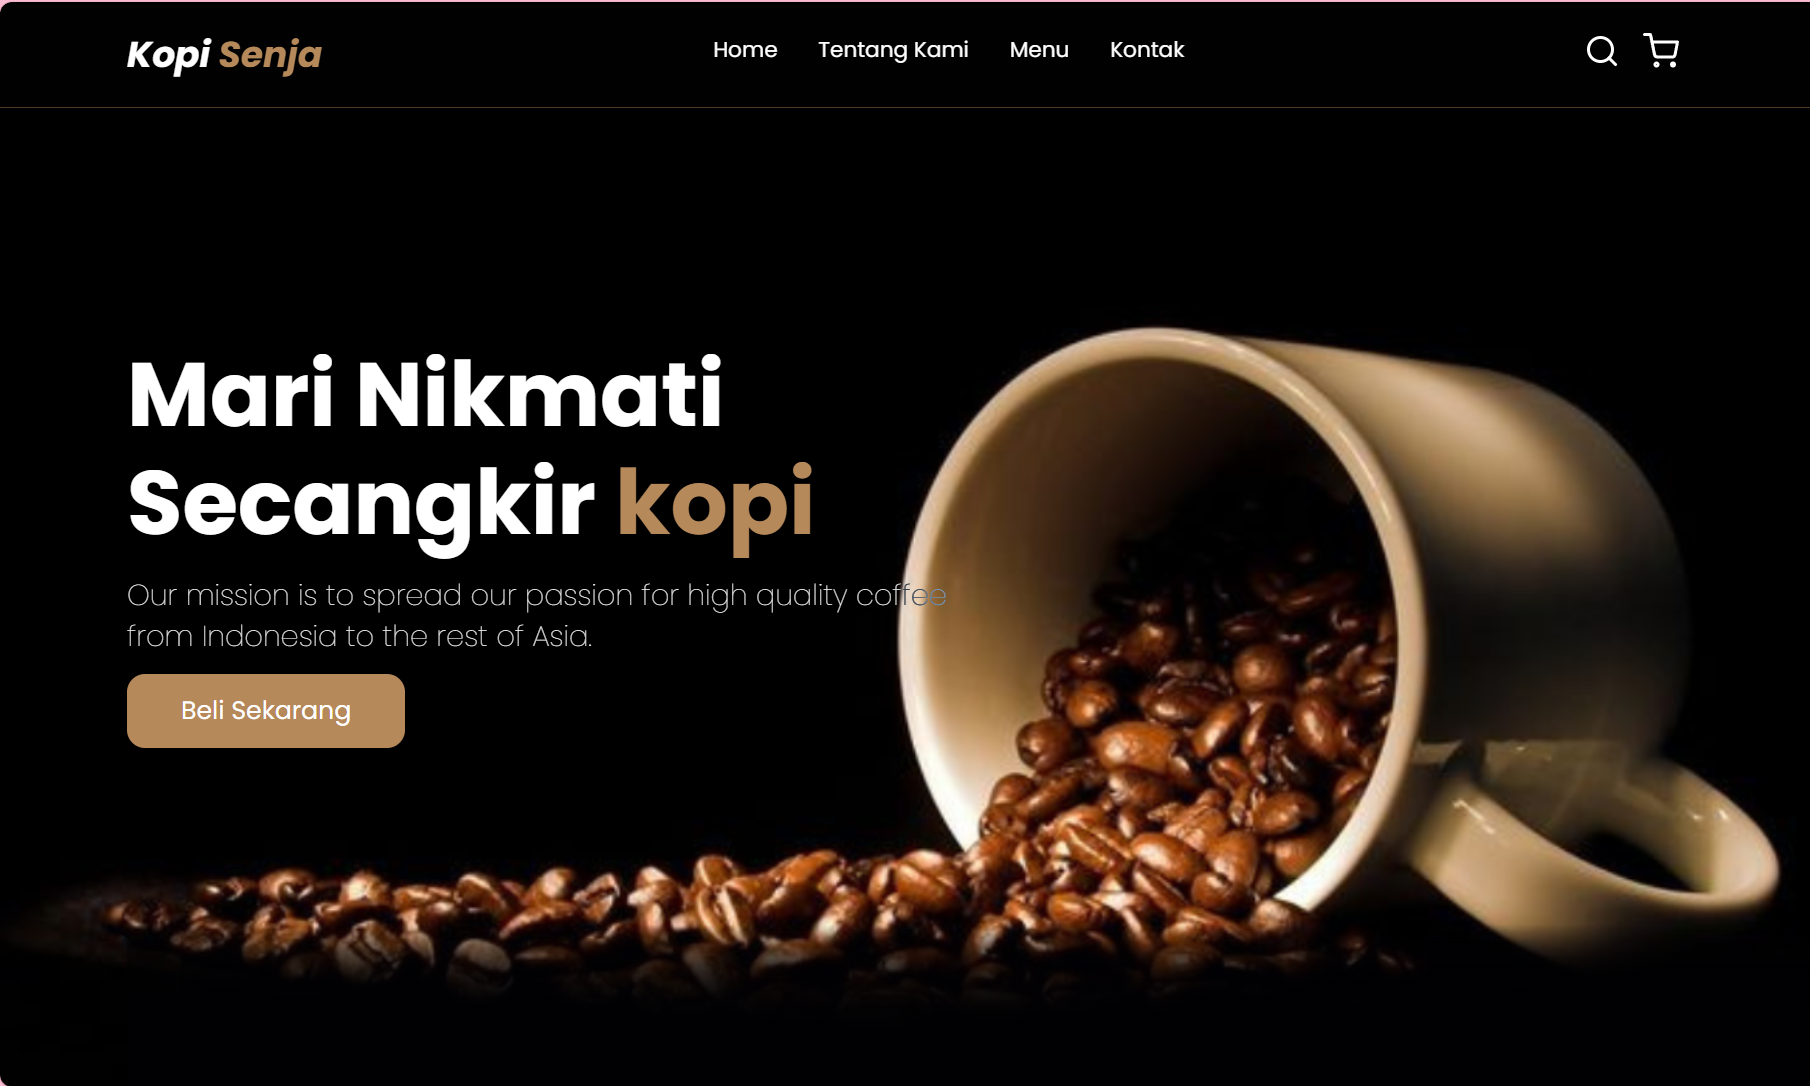 Kopi Senja
Home
Tentang Kami
Menu
Kontak
Mari Nikmati
Secangkir kopi
Our mission is to spread our passion for high quality coffee
from Indonesia to the rest of Asia.
Beli Sekarang